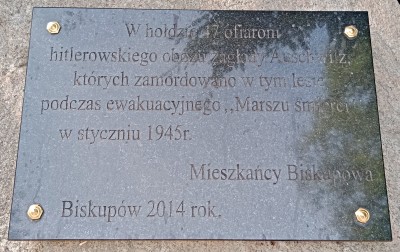 W hołdzie 17 ofiarom
hitlerowskiego obozu zagłady Auschwitz,
których zamordowano w tym lesie
podczas ewakuacyjnego ,,Marszu śmierci"
w styczniu 1945r.
Mieszkańcy Biskupowa
Biskupów 2014 rok.